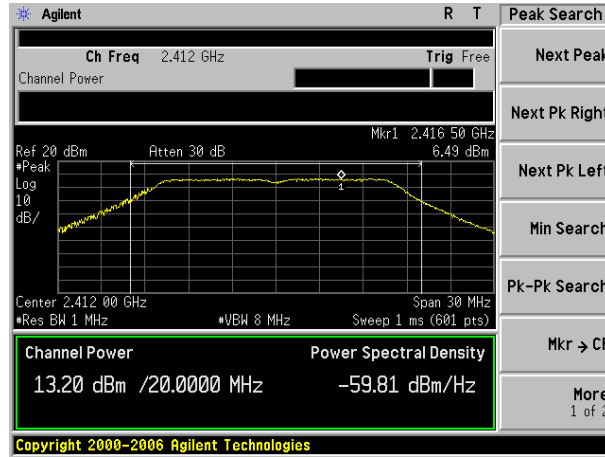 Agilent R T Peak Search
Ch Freq 2.412 GHz Trig Free
Channel Power
Next Peak
Next Pk Right
Next Pk Left
Min Search
Pk-Pk Search
Mkr → CF
More
1 of 2
Mkr1 2.416 50 GHz
Ref 20 dBm Atten 30 dB 6.49 dBm
#Peak
Log
10
dB/
1
Center 2.412 00 GHz Span 30 MHz
#Res BW 1 MHz #VBW 8 MHz Sweep 1 ms (601 pts)
Channel Power Power Spectral Density
13.20 dBm /20.0000 MHz -59.81 dBm/Hz
Copyright 2000-2006 Agilent Technologies